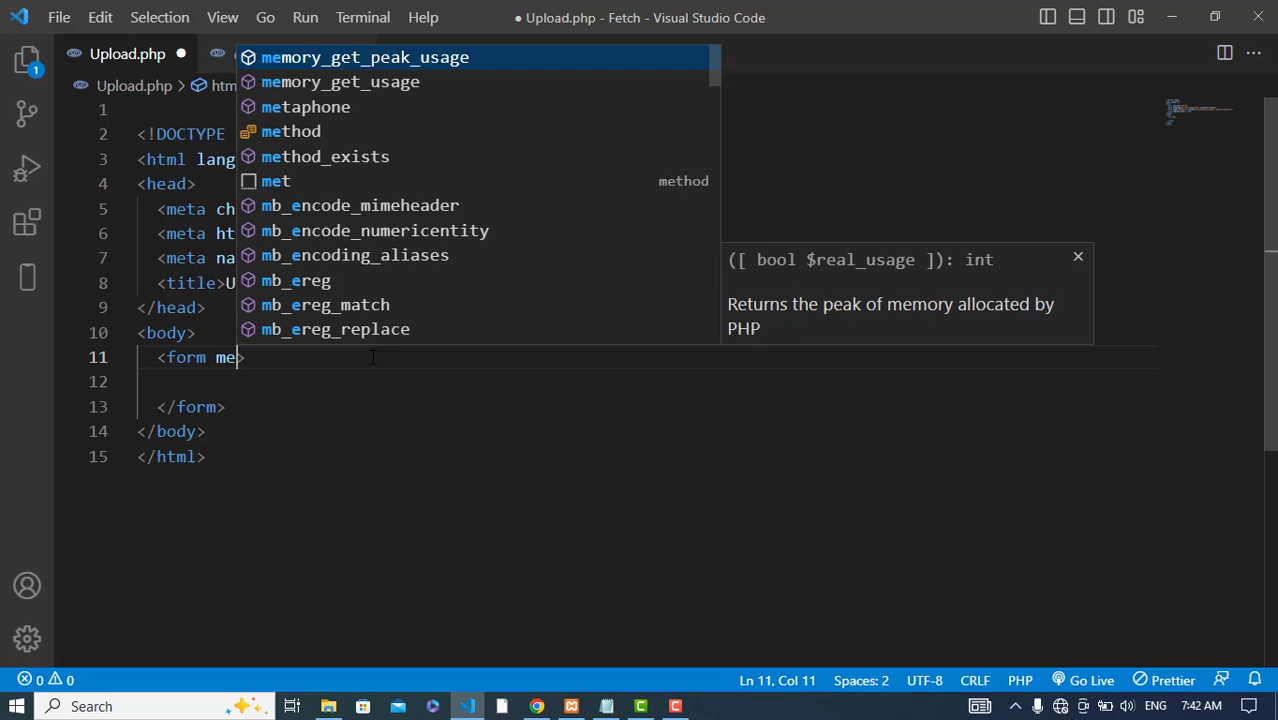 File Edit Selection View Go Run Terminal Help
● Upload.php - Fetch - Visual Studio Code
Upload.php ●
Upload.php > htm
1
2 <!DOCTYPE
3 <html lang
4 <head>
5 <meta ch
6 <meta ht
7 <meta na
8 <title>U
9 </head>
10 <body>
11 <form me>
12
13 </form>
14 </body>
15 </html>
memory_get_peak_usage
memory_get_usage
metaphone
method
method_exists
met method
mb_encode_mimeheader
mb_encode_numericentity
mb_encoding_aliases
mb_ereg
mb_ereg_match
mb_ereg_replace
([ bool $real_usage ]): int
Returns the peak of memory allocated by
PHP
1
0 0
Ln 11, Col 11 Spaces: 2 UTF-8 CRLF PHP Go Live Prettier
Search
ENG 7:42 AM